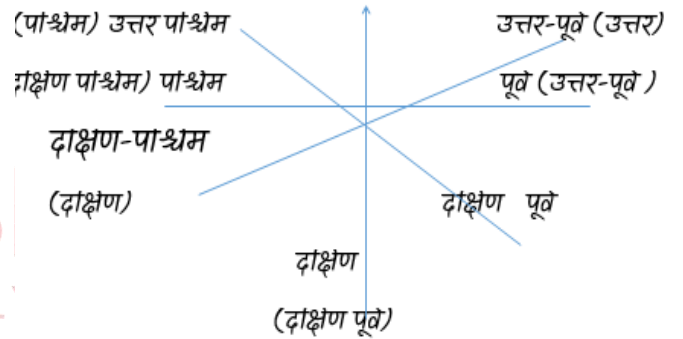 (पश्चिम) उत्तर पश्चिम
उत्तर-पूर्व (उत्तर)
दक्षिण पश्चिम) पश्चिम
पूर्व (उत्तर-पूर्व )
दक्षिण-पश्चिम
(दक्षिण)
दक्षिण पूर्व
दक्षिण
(दक्षिण पूर्व)